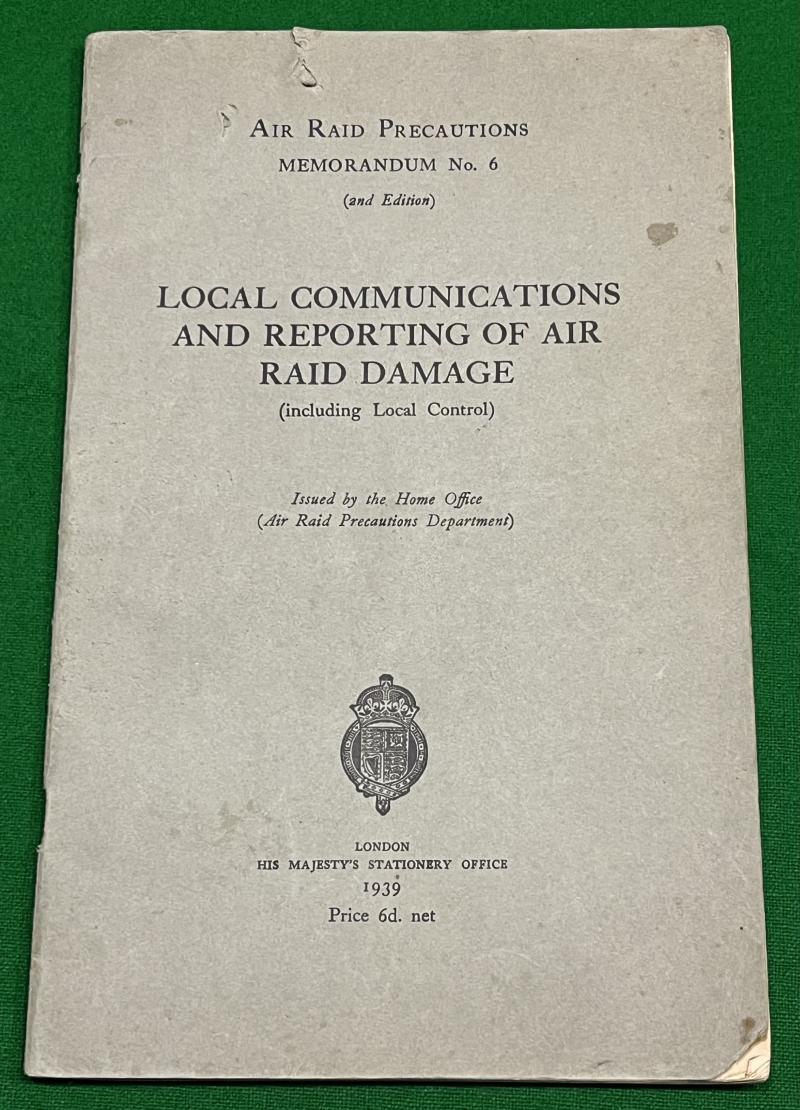 AIR RAID PRECAUTIONS
MEMORANDUM No. 6
(2nd Edition)
LOCAL COMMUNICATIONS
AND REPORTING OF AIR
RAID DAMAGE
(including Local Control)
Issued by the Home Office
(Air Raid Precautions Department)
LONDON
HIS MAJESTY'S STATIONERY OFFICE
1939
Price 6d. net